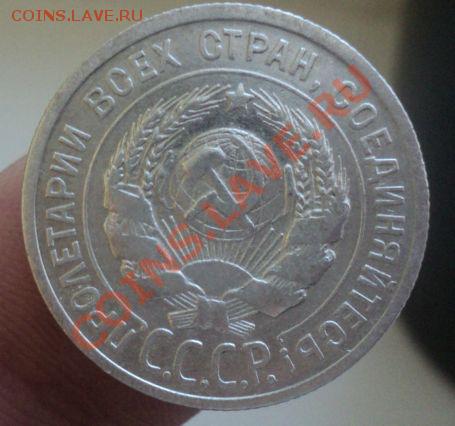 COINS.LAVE.RU
ПРОЛЕТАРИИ ВСЕХ СТРАН, СОЕДИНЯЙТЕСЬ!
С.С.С.Р.
COINS.LAVE.RU